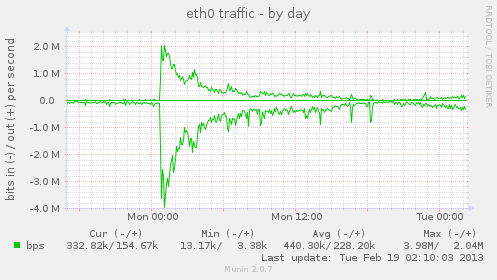 eth0 traffic - by day
RRDTOOL / TOBI OETIKER
bits in (-) / out (+) per second
2.0 M
1.0 M
0.0
-1.0 M
-2.0 M
-3.0 M
-4.0 M
Mon 00:00 Mon 12:00 Tue 00:00
Cur (-/+) Min (-/+) Avg (-/+) Max (-/+)
bps 332.82k/154.67k 13.17k/ 3.38k 440.30k/228.20k 3.98M/ 2.04M
Last update: Tue Feb 19 02:10:03 2013
Munin 2.0.7